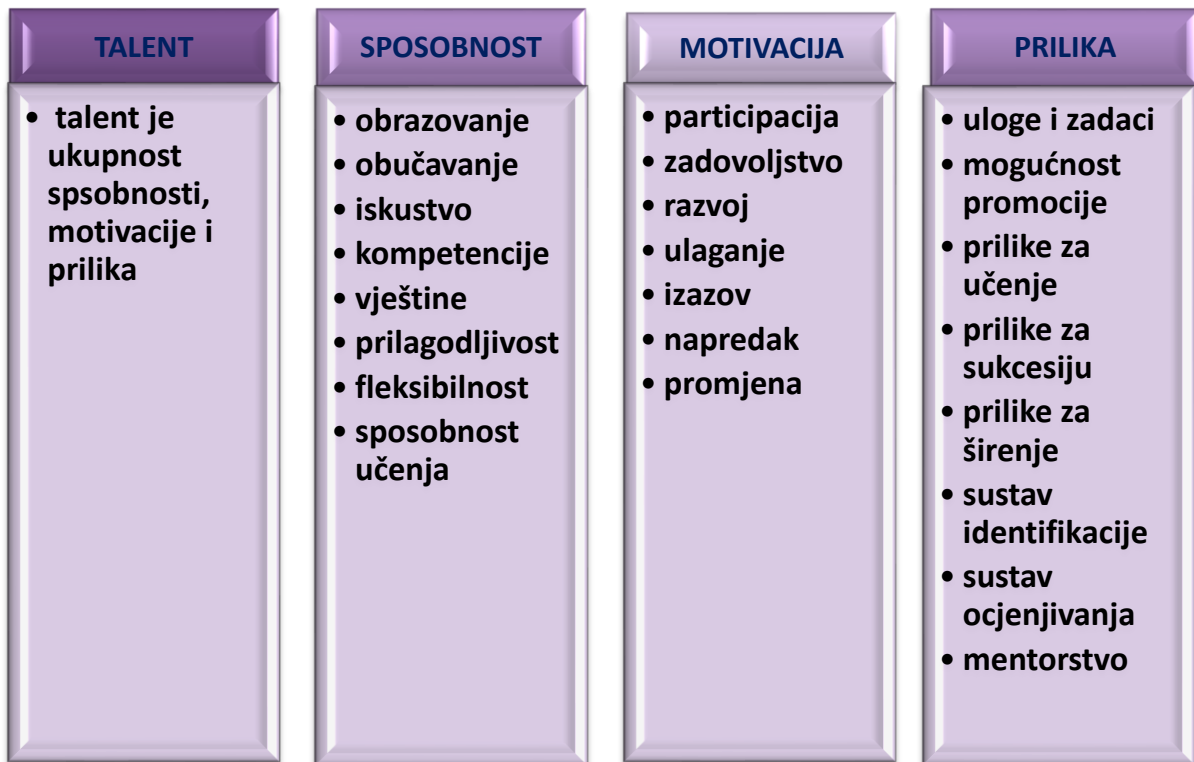 TALENT
• talent je
ukupnost
spsobnosti,
motivacije i
prilika
SPOSOBNOST
• obrazovanje
• obučavanje
• iskustvo
• kompetencije
• vještine
• prilagodljivost
• fleksibilnost
• sposobnost
učenja
MOTIVACIJA
• participacija
• zadovoljstvo
• razvoj
• ulaganje
• izazov
• napredak
• promjena
PRILIKA
• uloge i zadaci
• mogućnost
promocije
• prilike za
učenje
• prilike za
sukcesiju
• prilike za
širenje
• sustav
identifikacije
• sustav
ocjenjivanja
• mentorstvo